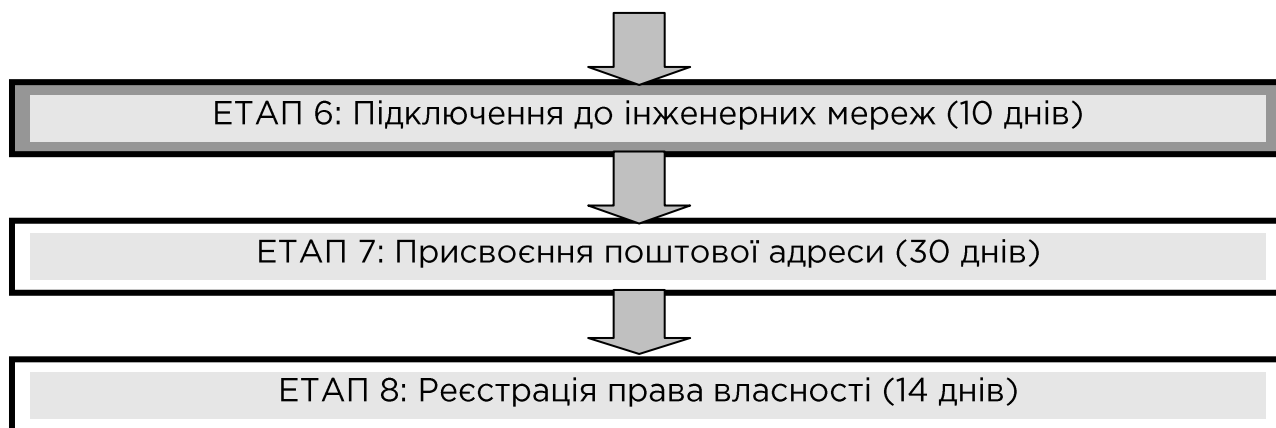 ЕТАП 6: Підключення до інженерних мереж (10 днів)
ЕТАП 7: Присвоєння поштової адреси (30 днів)
ЕТАП 8: Реєстрація права власності (14 днів)